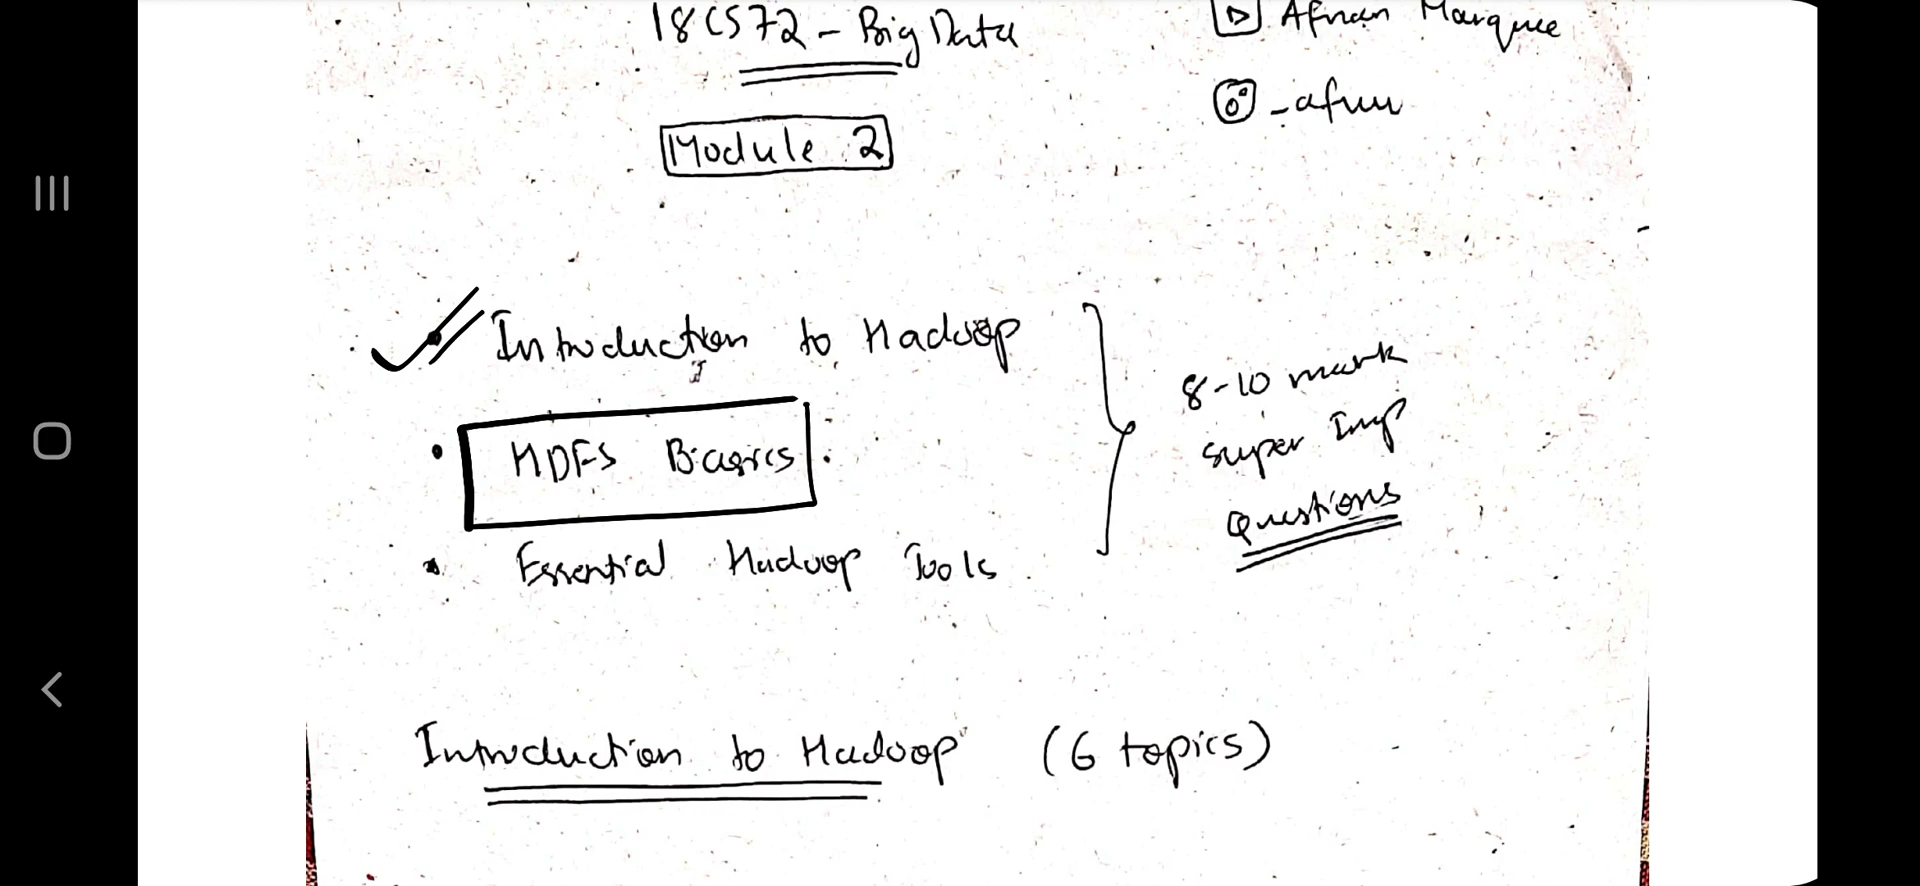 18CS72 - Big Data
Afnan Marquee
_afnu
Module 2
Introduction to Hadoop
HDFS Basics
Essential Hadoop Tools
8-10 mark
super Imp
Questions
Introduction to Hadoop (6 topics)